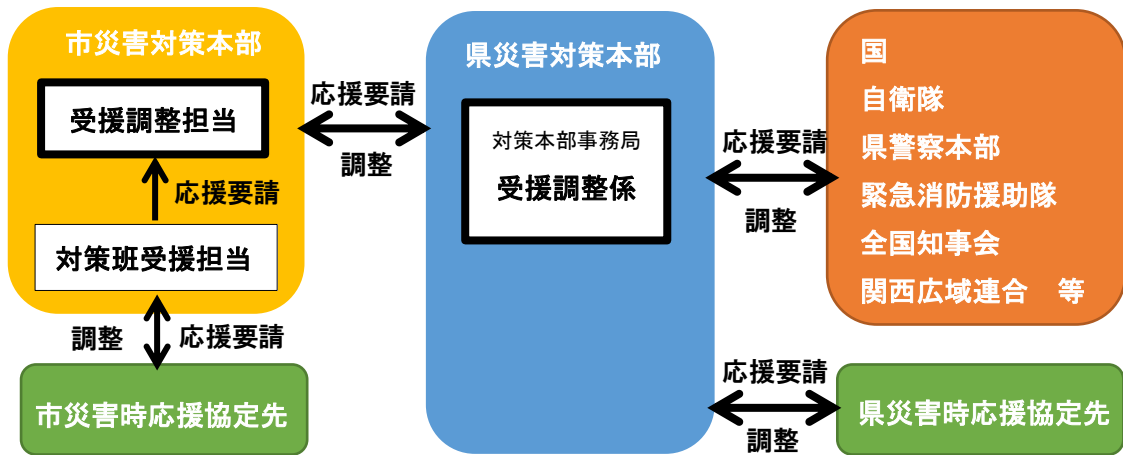 市災害対策本部
受援調整担当
応援要請
対策班受援担当
調整
応援要請
市災害時応援協定先
応援要請
調整
県災害対策本部
対策本部事務局
受援調整係
応援要請
調整
国
自衛隊
県警察本部
緊急消防援助隊
全国知事会
関西広域連合　等
応援要請
調整
県災害時応援協定先